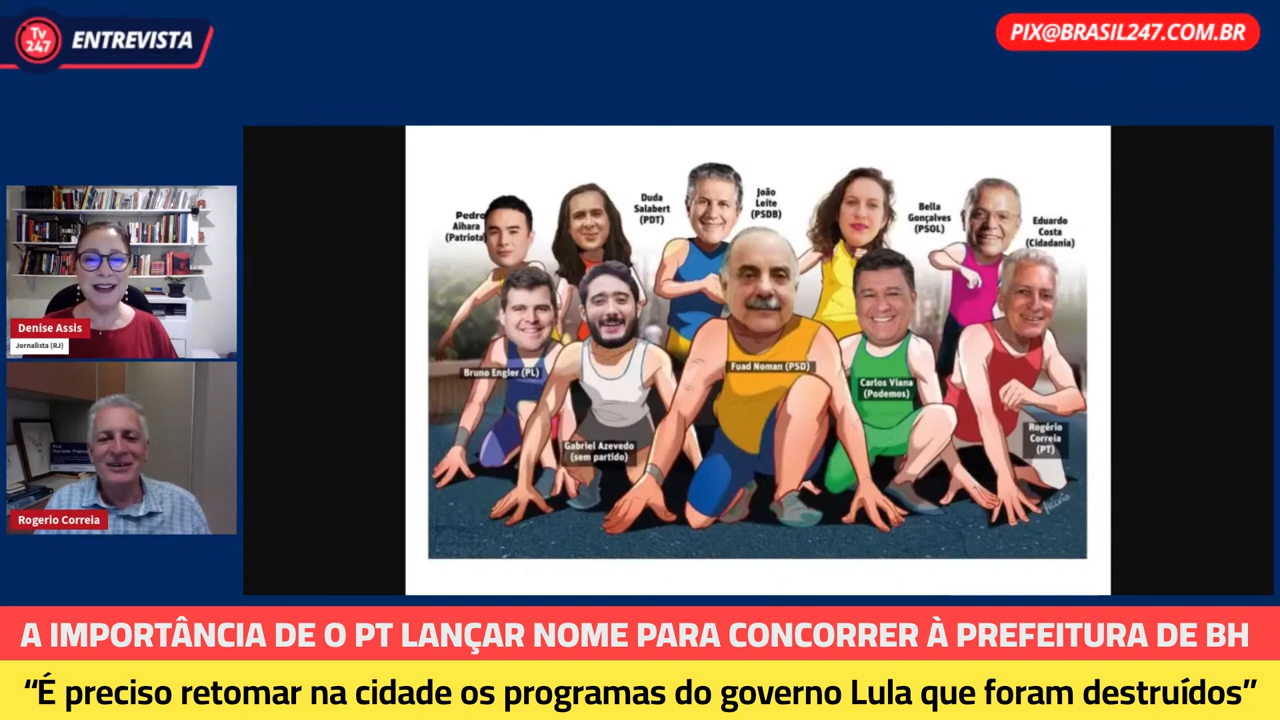 Tv
247
ENTREVISTA
PIX@BRASIL247.COM.BR
Pedro
Aihara
(Patriota)
Duda
Salabert
(PDT)
João
Leite
(PSDB)
Bella
Gonçalves
(PSOL)
Eduardo
Costa
(Cidadania)
Bruno Engler (PL)
Gabriel Azevedo
(sem partido)
Fuad Noman (PSD)
Carlos Viana
(Podemos)
Rogério
Correia
(PT)
Denise Assis
Jornalista (RJ)
Rogerio Correia
A IMPORTÂNCIA DE O PT LANÇAR NOME PARA CONCORRER À PREFEITURA DE BH
“É preciso retomar na cidade os programas do governo Lula que foram destruídos”